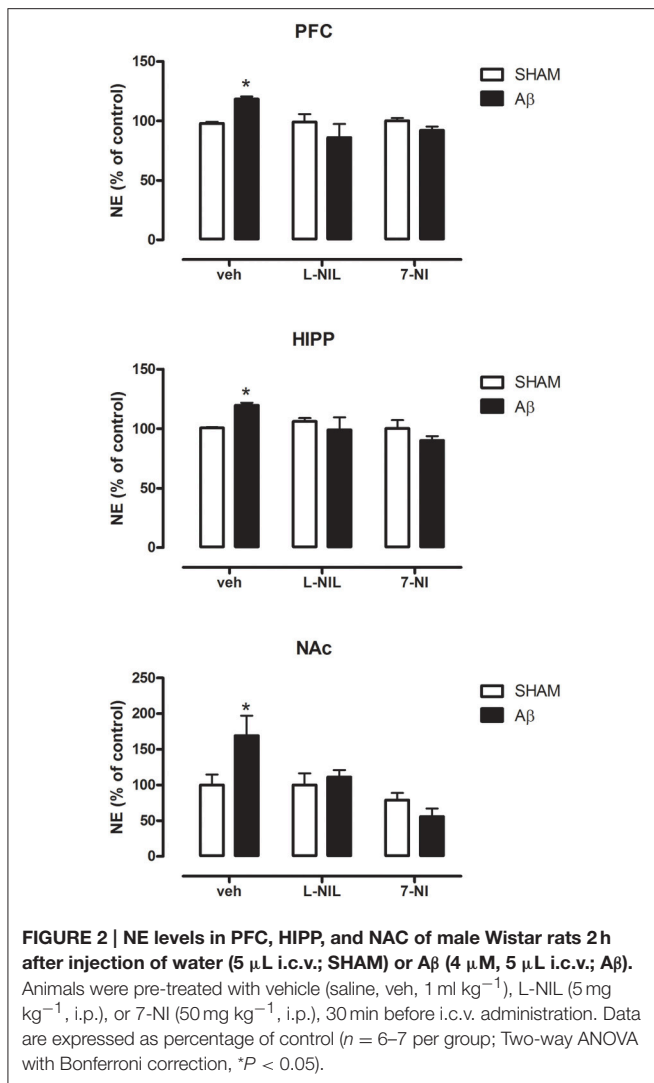 PFC
150
100
50
0
NE (% of control)
*
SHAM
Aβ
veh L-NIL 7-NI
HIPP
150
100
50
0
NE (% of control)
*
SHAM
Aβ
veh L-NIL 7-NI
NAc
250
200
150
100
50
0
NE (% of control)
*
SHAM
Aβ
veh L-NIL 7-NI
FIGURE 2 | NE levels in PFC, HIPP, and NAC of male Wistar rats 2 h
after injection of water (5 μL i.c.v.; SHAM) or Aβ (4 μM, 5 μL i.c.v.; Aβ).
Animals were pre-treated with vehicle (saline, veh, 1 ml kg⁻¹), L-NIL (5 mg
kg⁻¹, i.p.), or 7-NI (50 mg kg⁻¹, i.p.), 30 min before i.c.v. administration. Data
are expressed as percentage of control (n = 6–7 per group; Two-way ANOVA
with Bonferroni correction, *P < 0.05).